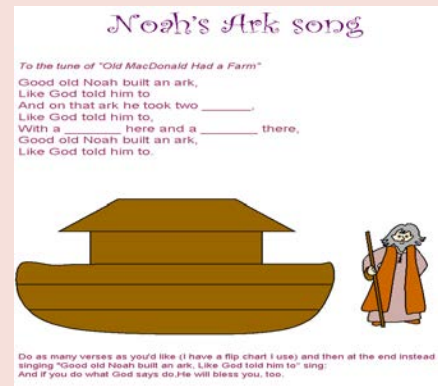 Noah's Ark song
To the tune of "Old MacDonald Had a Farm"
Good old Noah built an ark,
Like God told him to
And on that ark he took two ______,
Like God told him to,
With a _______ here and a _______ there,
Good old Noah built an ark,
Like God told him to.
Do as many verses as you'd like (I have a flip chart I use) and then at the end instead
singing "Good old Noah built an ark, Like God told him to" sing:
And if you do what God says do,He will bless you, too.